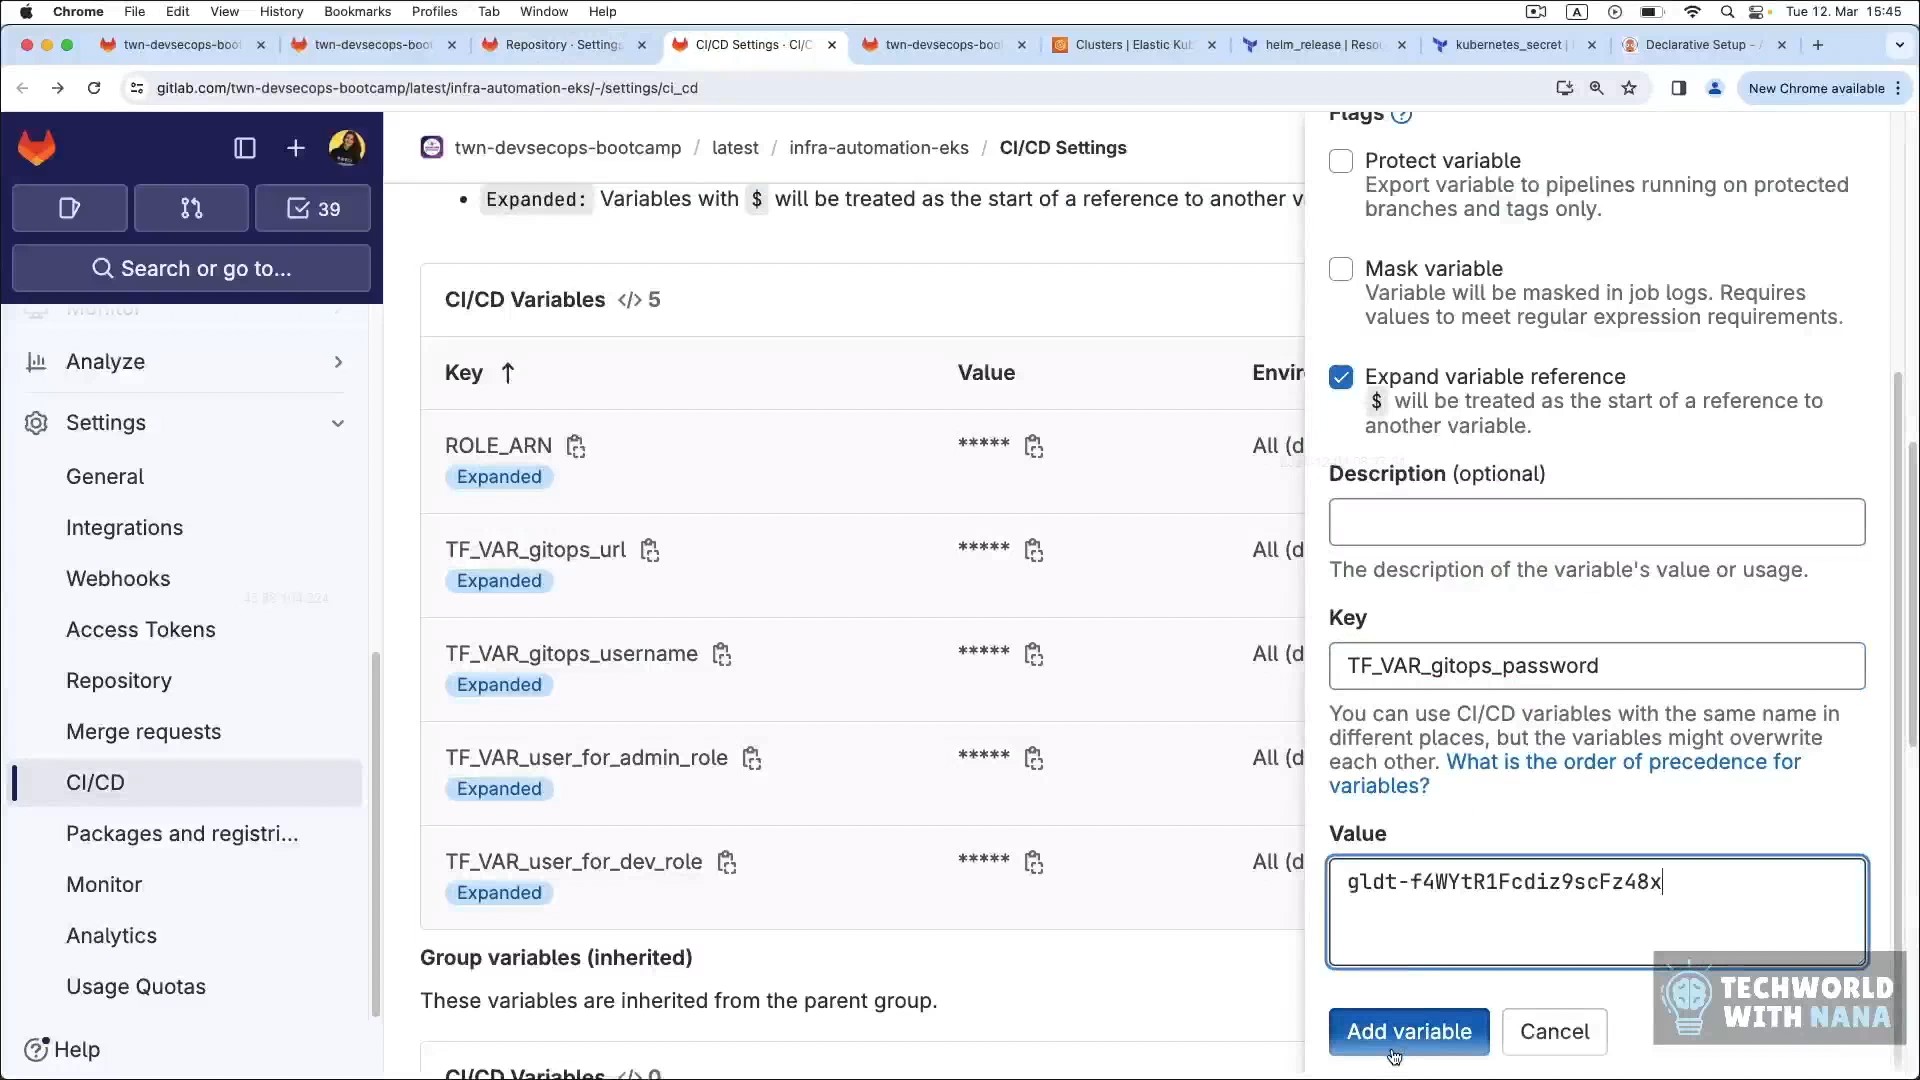 Chrome File Edit View History Bookmarks Profiles Tab Window Help
A
Tue 12. Mar 15:45
twn-devsecops-boot
twn-devsecops-boot
Repository · Setting
CI/CD Settings · CI/C
twn-devsecops-boot
Clusters | Elastic Kub
helm_release | Reso
kubernetes_secret |
Declarative Setup -
gitlab.com/twn-devsecops-bootcamp/latest/infra-automation-eks/-/settings/ci_cd
New Chrome available
39
Search or go to...
Monitor
Analyze
Settings
General
Integrations
Webhooks
Access Tokens
Repository
Merge requests
CI/CD
Packages and registri...
Monitor
Analytics
Usage Quotas
Help
twn-devsecops-bootcamp / latest / infra-automation-eks / CI/CD Settings
Expanded: Variables with $ will be treated as the start of a reference to another v
CI/CD Variables </> 5
Key ↑ Value Envir
ROLE_ARN ***** All (d
Expanded
TF_VAR_gitops_url ***** All (d
Expanded
TF_VAR_gitops_username ***** All (d
Expanded
TF_VAR_user_for_admin_role ***** All (d
Expanded
TF_VAR_user_for_dev_role ***** All (d
Expanded
Group variables (inherited)
These variables are inherited from the parent group.
CI/CD Variables </> 0
Flags ?
Protect variable
Export variable to pipelines running on protected
branches and tags only.
Mask variable
Variable will be masked in job logs. Requires
values to meet regular expression requirements.
Expand variable reference
$ will be treated as the start of a reference to
another variable.
Description (optional)
The description of the variable's value or usage.
Key
TF_VAR_gitops_password
You can use CI/CD variables with the same name in
different places, but the variables might overwrite
each other. What is the order of precedence for
variables?
Value
gldt-f4WYtR1Fcdiz9scFz48x
Add variable Cancel
TECHWORLD
WITH NANA